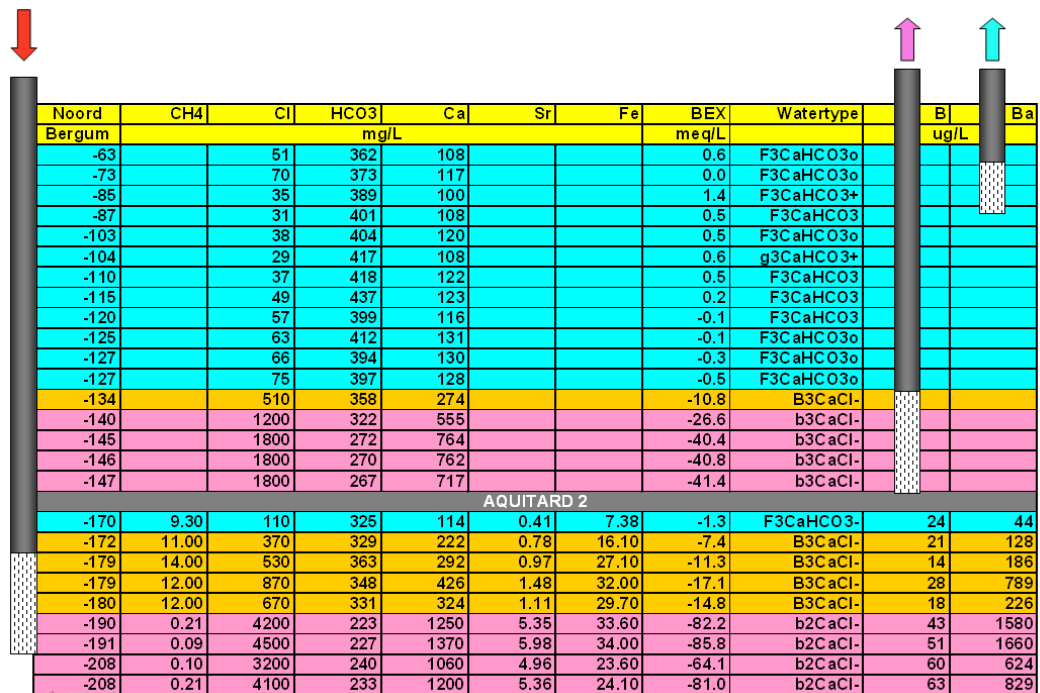 Noord CH4 Cl HCO3 Ca Sr Fe BEX Watertype B Ba
Bergum mg/L meq/L ug/L
-63 51 362 108 0.6 F3CaHCO3o
-73 70 373 117 0.0 F3CaHCO3o
-85 35 389 100 1.4 F3CaHCO3+
-87 31 401 108 0.5 F3CaHCO3
-103 38 404 120 0.5 F3CaHCO3o
-104 29 417 108 0.6 g3CaHCO3+
-110 37 418 122 0.5 F3CaHCO3
-115 49 437 123 0.2 F3CaHCO3
-120 57 399 116 -0.1 F3CaHCO3
-125 63 412 131 -0.1 F3CaHCO3o
-127 66 394 130 -0.3 F3CaHCO3o
-127 75 397 128 -0.5 F3CaHCO3o
-134 510 358 274 -10.8 B3CaCl-
-140 1200 322 555 -26.6 b3CaCl-
-145 1800 272 764 -40.4 b3CaCl-
-146 1800 270 762 -40.8 b3CaCl-
-147 1800 267 717 -41.4 b3CaCl-
AQUITARD 2
-170 9.30 110 325 114 0.41 7.38 -1.3 F3CaHCO3- 24 44
-172 11.00 370 329 222 0.78 16.10 -7.4 B3CaCl- 21 128
-179 14.00 530 363 292 0.97 27.10 -11.3 B3CaCl- 14 186
-179 12.00 870 348 426 1.48 32.00 -17.1 B3CaCl- 28 789
-180 12.00 670 331 324 1.11 29.70 -14.8 B3CaCl- 18 226
-190 0.21 4200 223 1250 5.35 33.60 -82.2 b2CaCl- 43 1580
-191 0.09 4500 227 1370 5.98 34.00 -85.8 b2CaCl- 51 1660
-208 0.10 3200 240 1060 4.96 23.60 -64.1 b2CaCl- 60 624
-208 0.21 4100 233 1200 5.36 24.10 -81.0 b2CaCl- 63 829